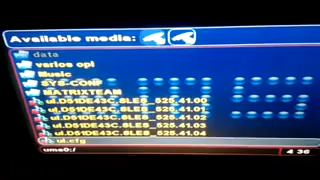 Available media:
data
varios opl
Music
SYS-CONF
MATRIXTEAM
ul.D51DE43C.SLES_525.41.00
ul.D51DE43C.SLES_525.41.01
ul.D51DE43C.SLES_525.41.02
ul.D51DE43C.SLES_525.41.03
ul.D51DE43C.SLES_525.41.04
ul.cfg
ums0:/
4 36